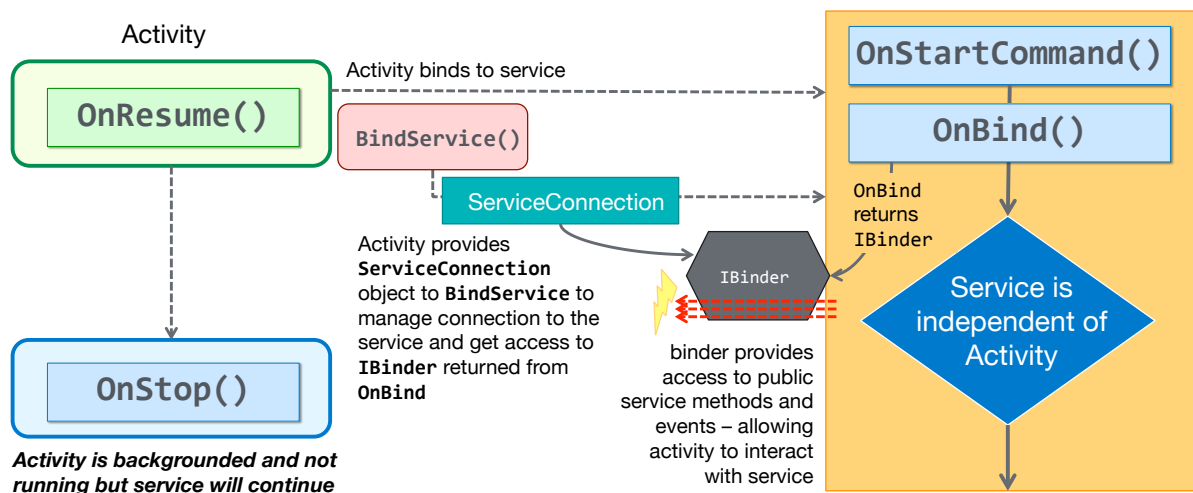 Activity
OnResume()
Activity binds to service
BindService()
ServiceConnection
Activity provides
ServiceConnection
object to BindService to
manage connection to the
service and get access to
IBinder returned from
OnBind
OnStop()
Activity is backgrounded and not
running but service will continue
IBinder
binder provides
access to public
service methods and
events – allowing
activity to interact
with service
OnStartCommand()
OnBind()
OnBind
returns
IBinder
Service is
independent of
Activity